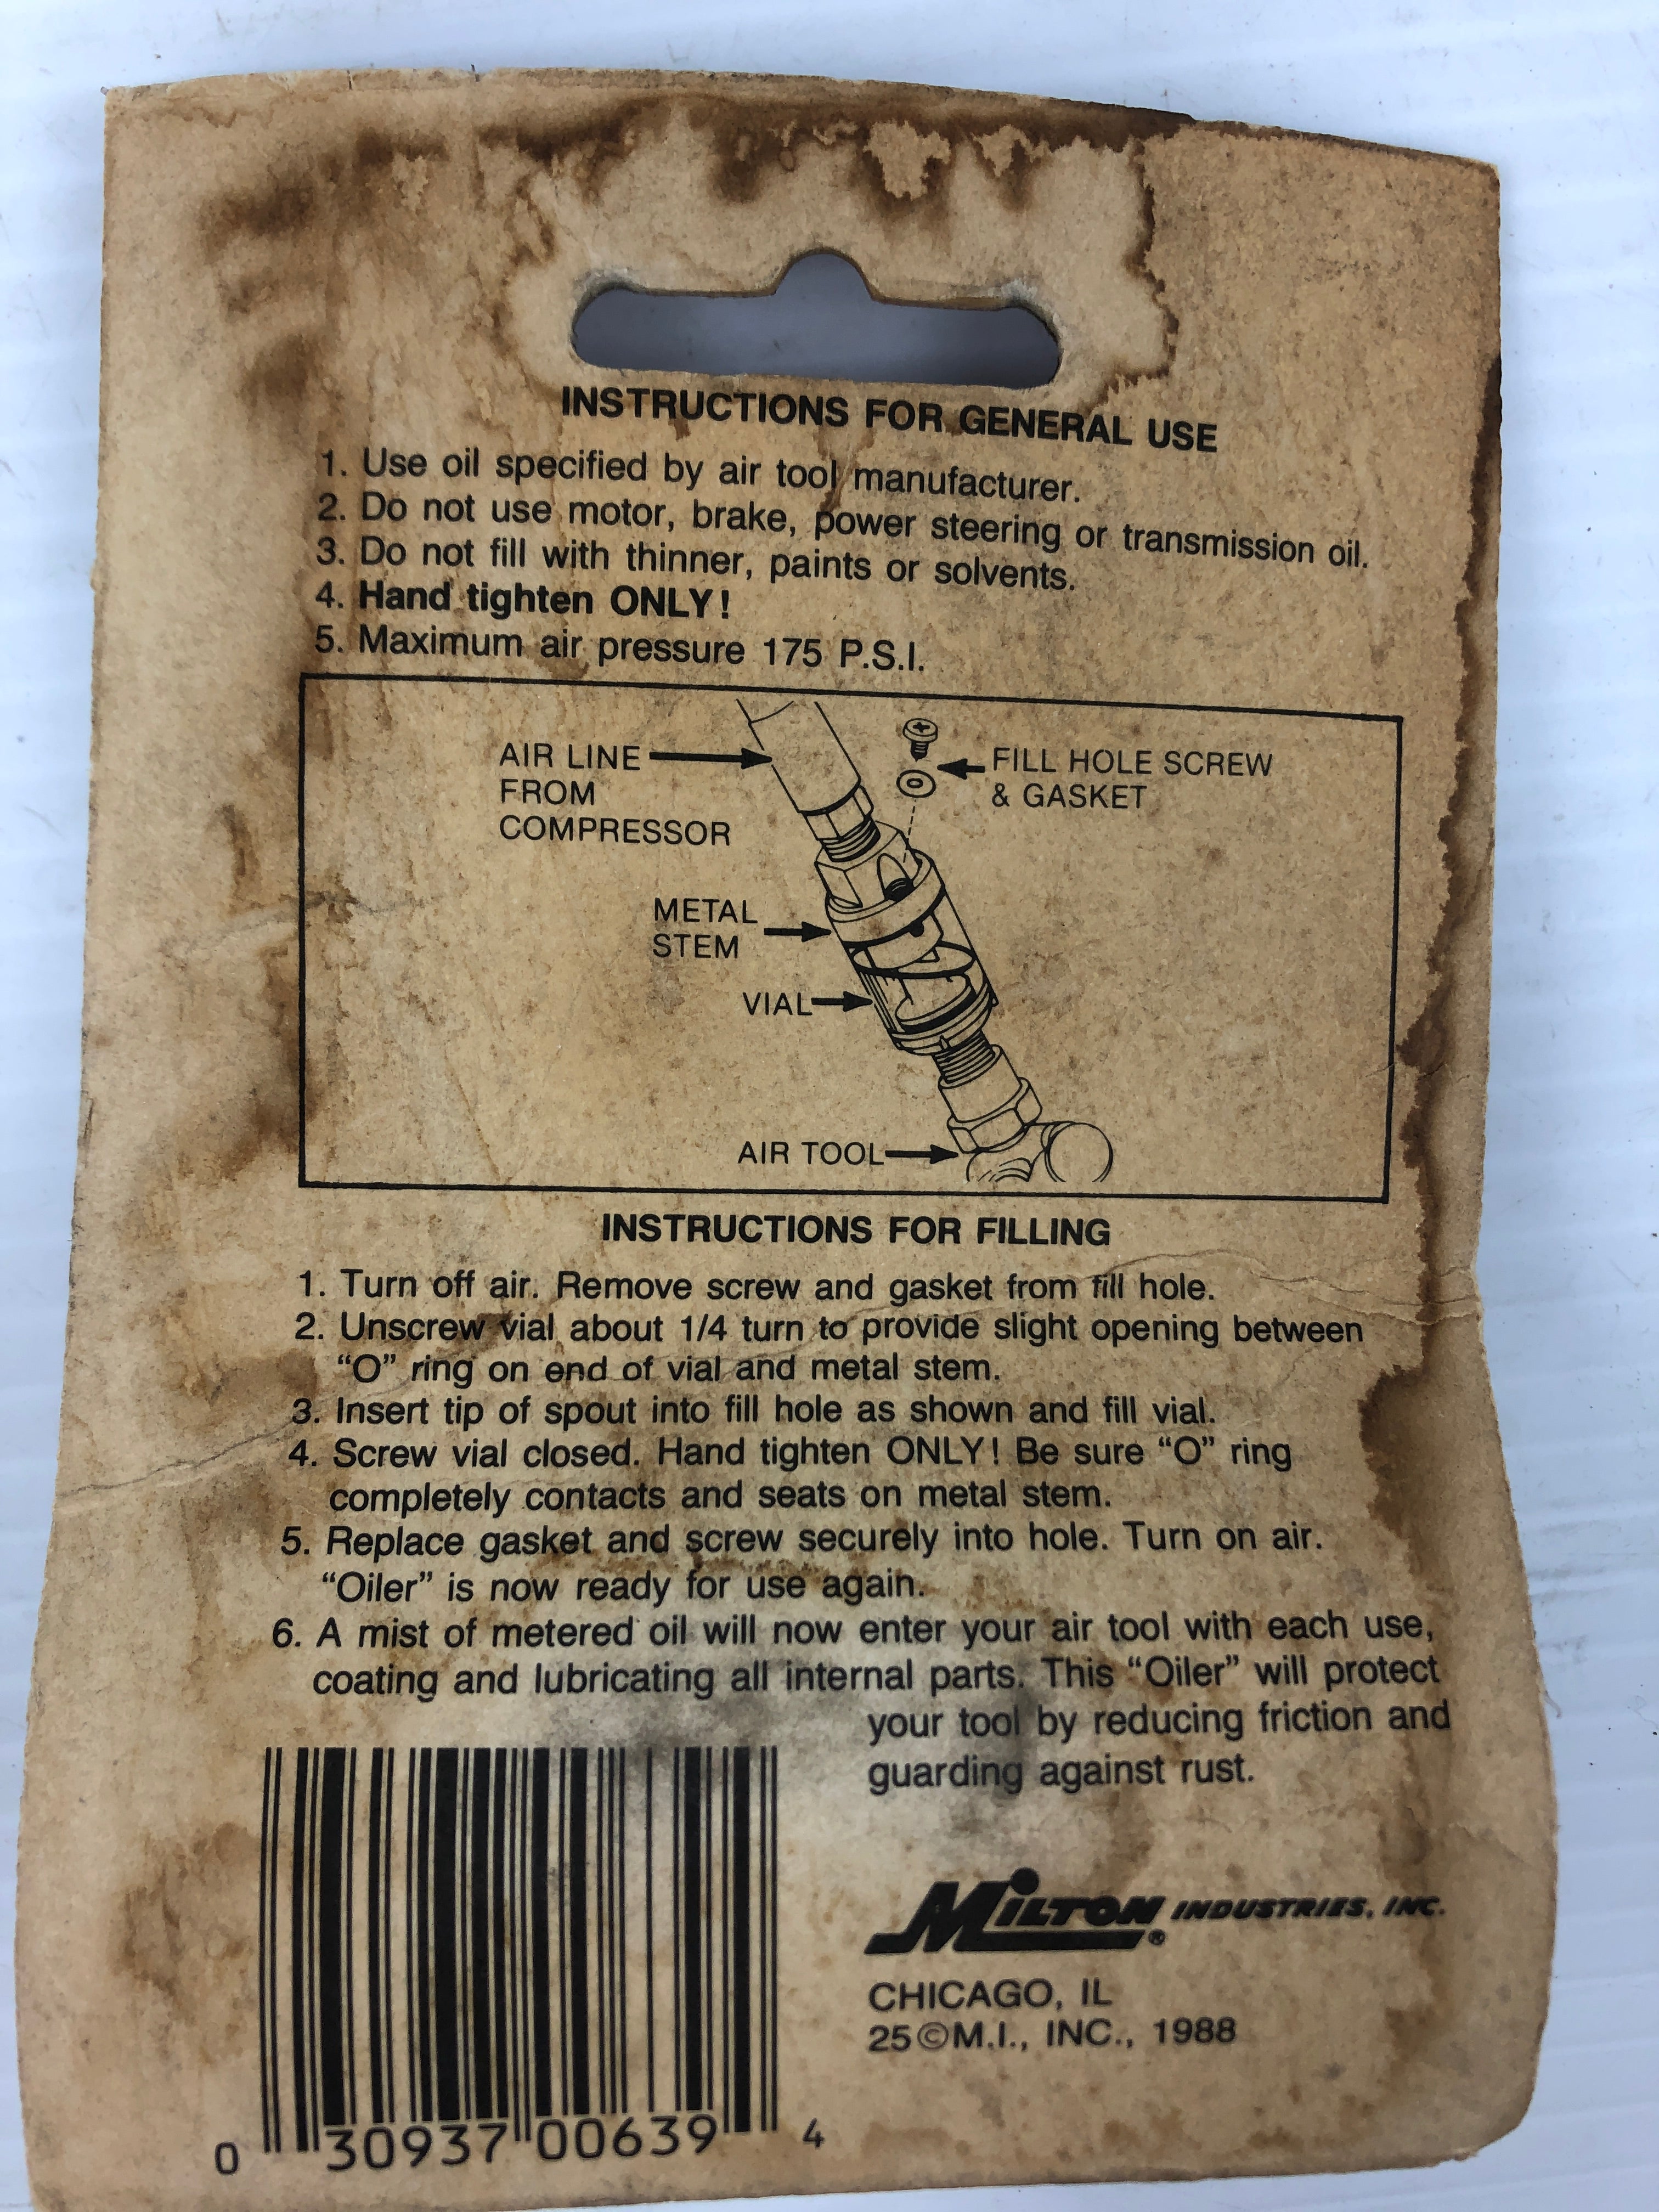 INSTRUCTIONS FOR GENERAL USE
1. Use oil specified by air tool manufacturer.
2. Do not use motor, brake, power steering or transmission oil.
3. Do not fill with thinner, paints or solvents.
4. Hand tighten ONLY!
5. Maximum air pressure 175 P.S.I.
AIR LINE
FROM
COMPRESSOR
FILL HOLE SCREW
& GASKET
METAL
STEM
VIAL
AIR TOOL
INSTRUCTIONS FOR FILLING
1. Turn off air. Remove screw and gasket from fill hole.
2. Unscrew vial about 1/4 turn to provide slight opening between
"O" ring on end of vial and metal stem.
3. Insert tip of spout into fill hole as shown and fill vial.
4. Screw vial closed. Hand tighten ONLY! Be sure "O" ring
completely contacts and seats on metal stem.
5. Replace gasket and screw securely into hole. Turn on air.
"Oiler" is now ready for use again.
6. A mist of metered oil will now enter your air tool with each use,
coating and lubricating all internal parts. This "Oiler" will protect
your tool by reducing friction and
guarding against rust.
MILTON® INDUSTRIES, INC.
CHICAGO, IL
25©M.I., INC., 1988
0 30937 00639 4